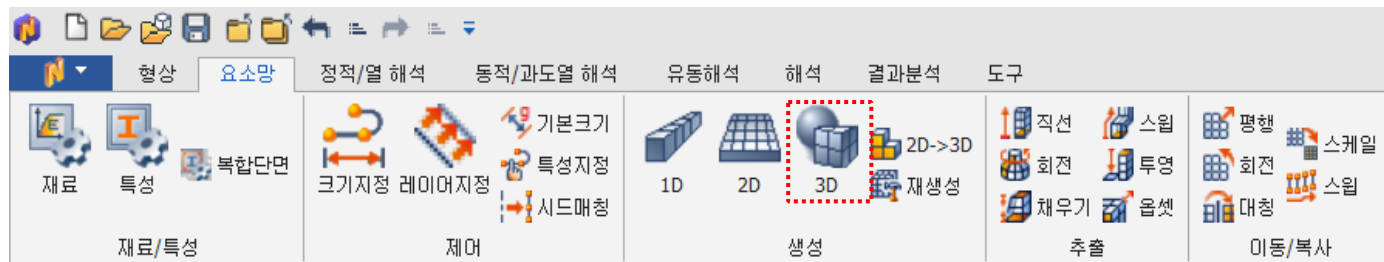 형상 요소망 정적/열 해석 동적/과도열 해석 유동해석 해석 결과분석 도구
재료 특성 복합단면
크기지정 레이어지정 기본크기
특성지정
시드매칭
1D 2D 3D 2D->3D
재생성
직선 스윕
회전 투영
채우기 옵셋
평행 스케일
회전 스윕
대칭
재료/특성 제어 생성 추출 이동/복사